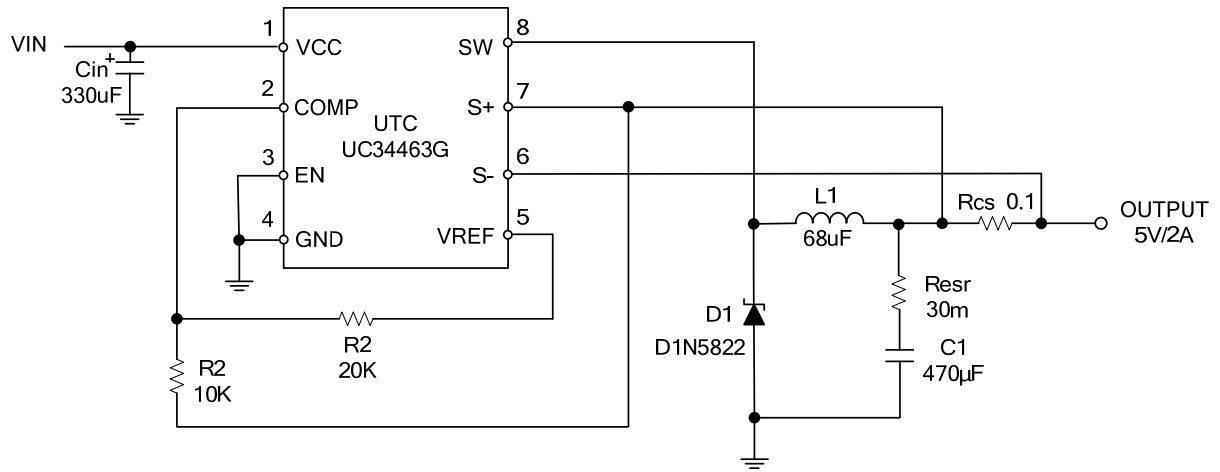 VIN
Cin
+
330uF
1
VCC
2
COMP
3
EN
4
GND
UTC
UC34463G
8
SW
7
S+
6
S-
5
VREF
R2
20K
R2
10K
L1
68uF
Rcs 0.1
OUTPUT
5V/2A
Resr
30m
C1
470µF
D1
D1N5822